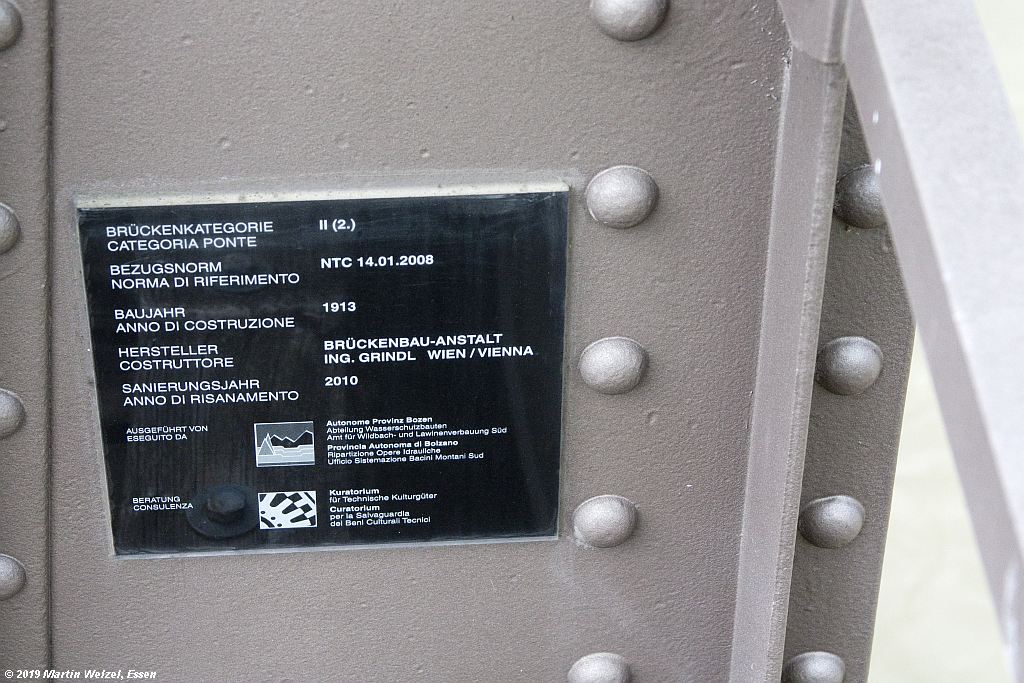 BRÜCKENKATEGORIE II (2.)
CATEGORIA PONTE
BEZUGSNORM NTC 14.01.2008
NORMA DI RIFERIMENTO
BAUJAHR 1913
ANNO DI COSTRUZIONE
HERSTELLER BRÜCKENBAU-ANSTALT
COSTRUTTORE ING. GRINDL WIEN / VIENNA
SANIERUNGSJAHR 2010
ANNO DI RISANAMENTO
AUSGEFÜHRT VON
ESEGUITO DA
Autonome Provinz Bozen
Abteilung Wasserschutzbauten
Amt für Wildbach- und Lawinenverbauung Süd
Provincia Autonoma di Bolzano
Ripartizione Opere Idrauliche
Ufficio Sistemazione Bacini Montani Sud
BERATUNG
CONSULENZA
Kuratorium
für Technische Kulturgüter
Curatorium
per la Salvaguardia
dei Beni Culturali Tecnici
© 2019 Martin Welzel, Essen